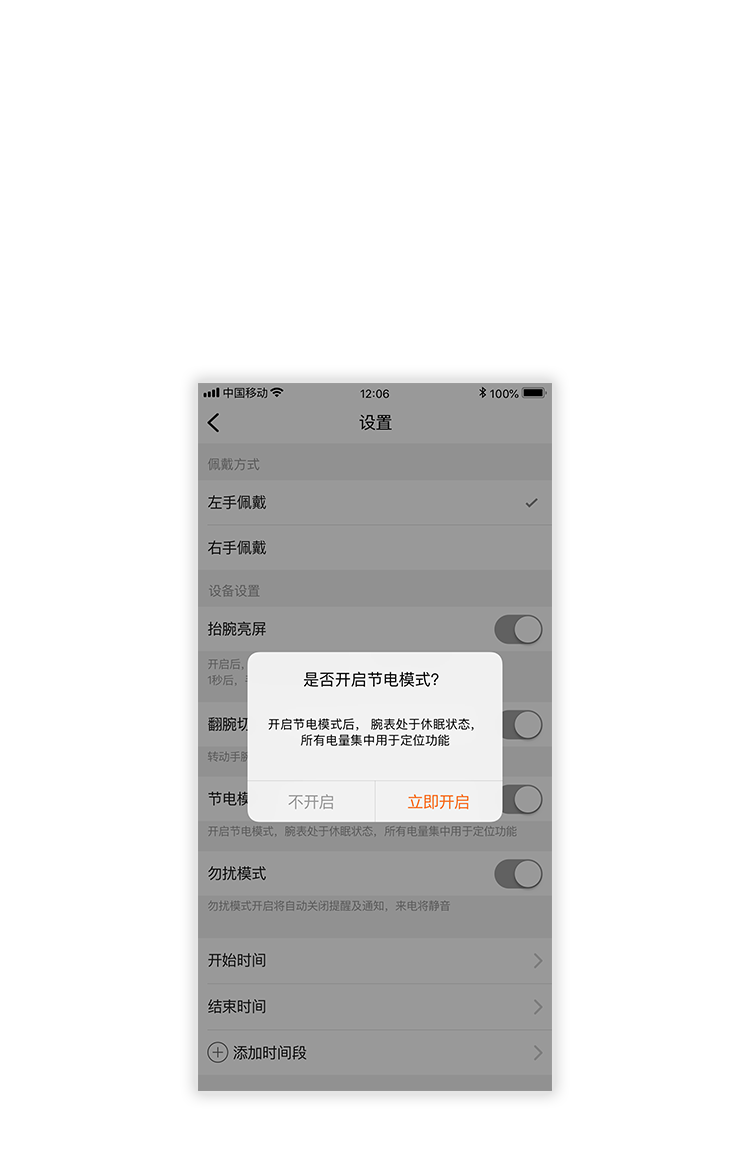 中国移动 12:06 100%
设置
佩戴方式
左手佩戴
右手佩戴
设备设置
抬腕亮屏
开启后,
1秒后,
是否开启节电模式?
翻腕切
开启节电模式后, 腕表处于休眠状态,
所有电量集中用于定位功能
转动手腕
节电模
不开启 立即开启
开启节电模式,腕表处于休眠状态,所有电量集中用于定位功能
勿扰模式
勿扰模式开启将自动关闭提醒及通知,来电将静音
开始时间
结束时间
添加时间段